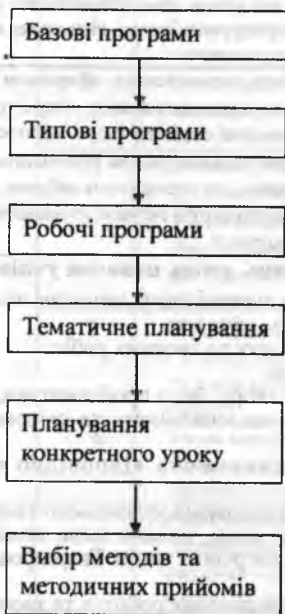 Базові програми
Типові програми
Робочі програми
Тематичне планування
Планування
конкретного уроку
Вибір методів та
методичних прийомів